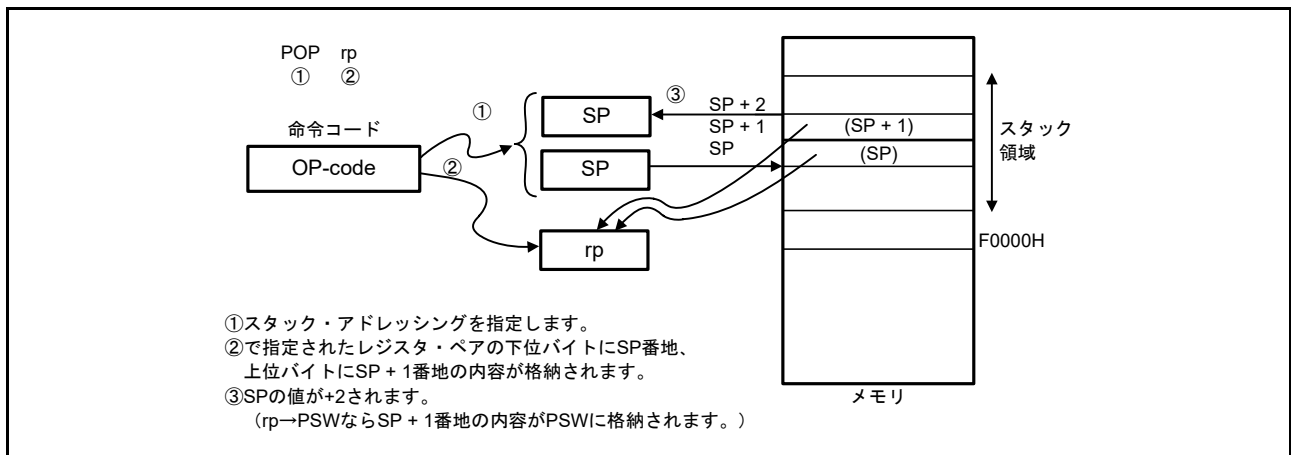 POP rp
① ②
命令コード
OP-code
①
②
SP
SP
rp
③
SP + 2
SP + 1
SP
(SP + 1)
(SP)
スタック
領域
F0000H
メモリ
①スタック・アドレッシングを指定します。
②で指定されたレジスタ・ペアの下位バイトにSP番地、
上位バイトにSP + 1番地の内容が格納されます。
③SPの値が+2されます。
（rp→PSWならSP + 1番地の内容がPSWに格納されます。）